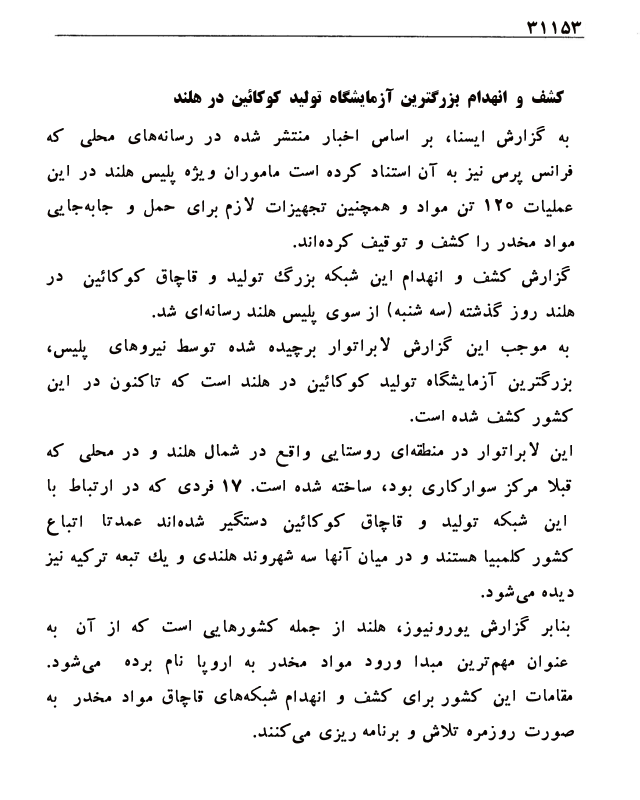 ۳۱۱۵۳
کشف و انهدام بزرگترین آزمایشگاه تولید کوکائین در هلند
به گزارش ایسنا، بر اساس اخبار منتشر شده در رسانه‌های محلی که
فرانس پرس نیز به آن استناد کرده است ماموران ویژه پلیس هلند در این
عملیات ۱۲۰ تن مواد و همچنین تجهیزات لازم برای حمل و جابه‌جایی
مواد مخدر را کشف و توقیف کرده‌اند.
گزارش کشف و انهدام این شبکه بزرگ تولید و قاچاق کوکائین در
هلند روز گذشته (سه شنبه) از سوی پلیس هلند رسانه‌ای شد.
به موجب این گزارش لابراتوار برچیده شده توسط نیروهای پلیس،
بزرگترین آزمایشگاه تولید کوکائین در هلند است که تاکنون در این
کشور کشف شده است.
این لابراتوار در منطقه‌ای روستایی واقع در شمال هلند و در محلی که
قبلا مرکز سوارکاری بود، ساخته شده است. ۱۷ فردی که در ارتباط با
این شبکه تولید و قاچاق کوکائین دستگیر شده‌اند عمدتا اتباع
کشور کلمبیا هستند و در میان آنها سه شهروند هلندی و یك تبعه ترکیه نیز
دیده می‌شود.
بنابر گزارش یورونیوز، هلند از جمله کشورهایی است که از آن به
عنوان مهم‌ترین مبدا ورود مواد مخدر به اروپا نام برده می‌شود.
مقامات این کشور برای کشف و انهدام شبکه‌های قاچاق مواد مخدر به
صورت روزمره تلاش و برنامه ریزی می‌کنند.